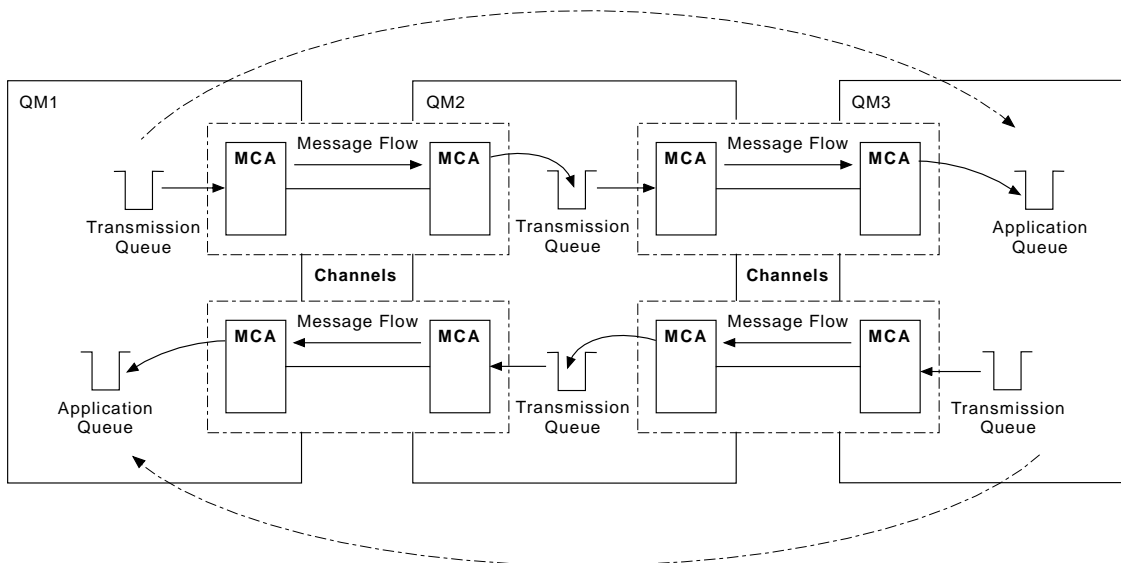 QM1
QM2
QM3
MCA
Message Flow
MCA
MCA
Message Flow
MCA
Transmission
Queue
Transmission
Queue
Application
Queue
Channels
Channels
MCA
Message Flow
MCA
MCA
Message Flow
MCA
Application
Queue
Transmission
Queue
Transmission
Queue